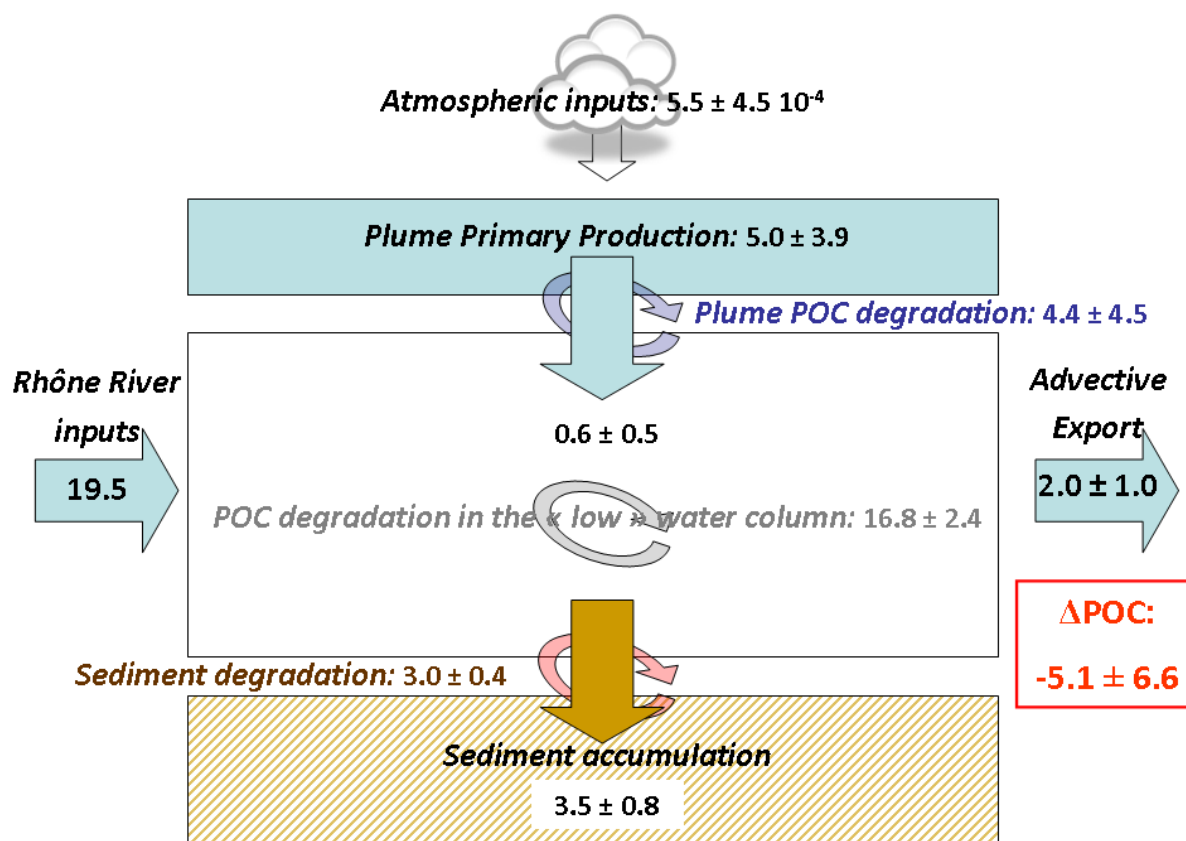 Atmospheric inputs: 5.5 ± 4.5 10⁻⁴
Plume Primary Production: 5.0 ± 3.9
Plume POC degradation: 4.4 ± 4.5
Rhône River
inputs
19.5
0.6 ± 0.5
Advective
Export
2.0 ± 1.0
POC degradation in the « low » water column: 16.8 ± 2.4
ΔPOC:
-5.1 ± 6.6
Sediment degradation: 3.0 ± 0.4
Sediment accumulation
3.5 ± 0.8